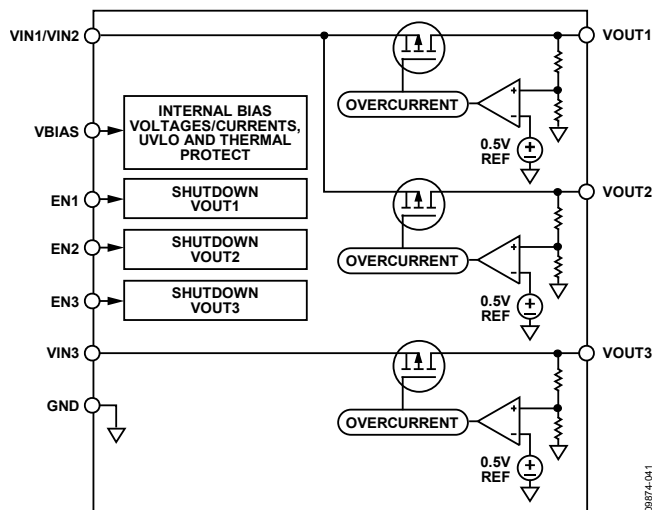 VIN1/VIN2
VOUT1
OVERCURRENT
+
–
0.5V
REF
INTERNAL BIAS
VOLTAGES/CURRENTS,
UVLO AND THERMAL
PROTECT
VBIAS
EN1
SHUTDOWN
VOUT1
VOUT2
EN2
SHUTDOWN
VOUT2
OVERCURRENT
+
–
0.5V
REF
EN3
SHUTDOWN
VOUT3
VIN3
VOUT3
GND
OVERCURRENT
+
–
0.5V
REF
09874-041